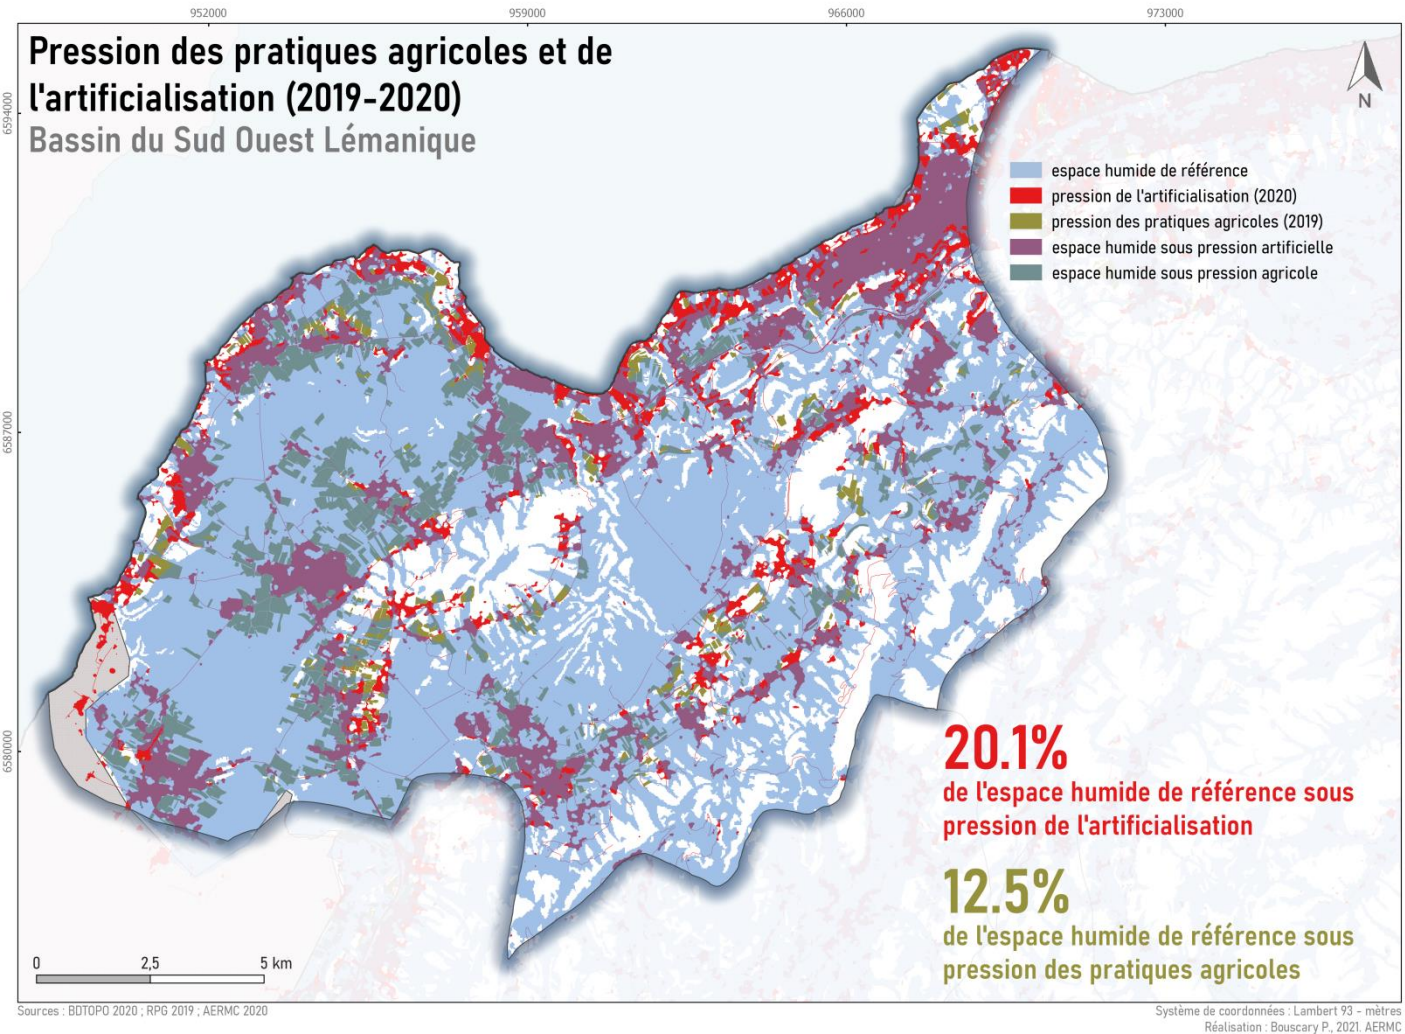 952000
959000
966000
973000
Pression des pratiques agricoles et de
l'artificialisation (2019-2020)
Bassin du Sud Ouest Lémanique
6594000
6587000
6580000
N
espace humide de référence
pression de l'artificialisation (2020)
pression des pratiques agricoles (2019)
espace humide sous pression artificielle
espace humide sous pression agricole
20.1%
de l'espace humide de référence sous
pression de l'artificialisation
12.5%
de l'espace humide de référence sous
pression des pratiques agricoles
0 2,5 5 km
Sources : BDTOPO 2020 ; RPG 2019 ; AERMC 2020
Système de coordonnées : Lambert 93 - mètres
Réalisation : Bouscary P., 2021. AERMC